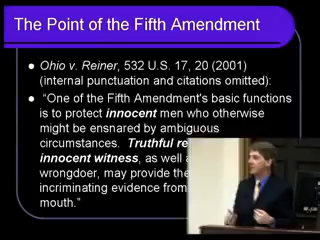 The Point of the Fifth Amendment
Ohio v. Reiner, 532 U.S. 17, 20 (2001)
(internal punctuation and citations omitted):
“One of the Fifth Amendment's basic functions
is to protect innocent men who otherwise
might be ensnared by ambiguous
circumstances. Truthful re
innocent witness, as well a
wrongdoer, may provide the
incriminating evidence from
mouth.”